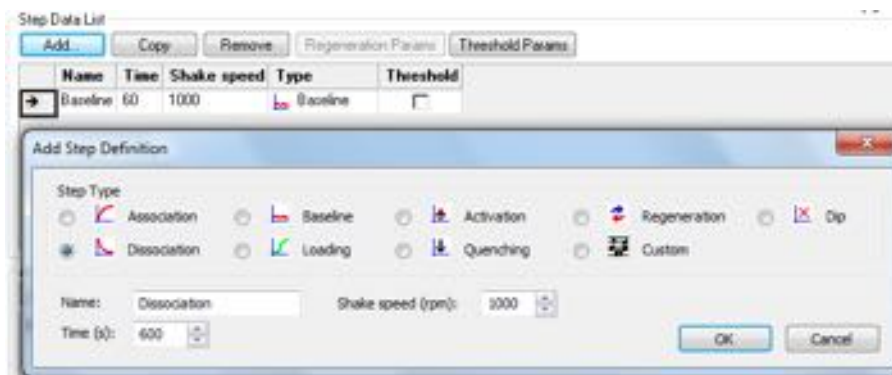 Step Data List
Add... Copy Remove Regeneration Params Threshold Params
Name Time Shake speed Type Threshold
Baseline 60 1000 Baseline
Add Step Definition
Step Type
Association Baseline Activation Regeneration Dip
Dissociation Loading Quenching Custom
Name: Dissociation Shake speed (rpm): 1000
Time (s): 600
OK Cancel